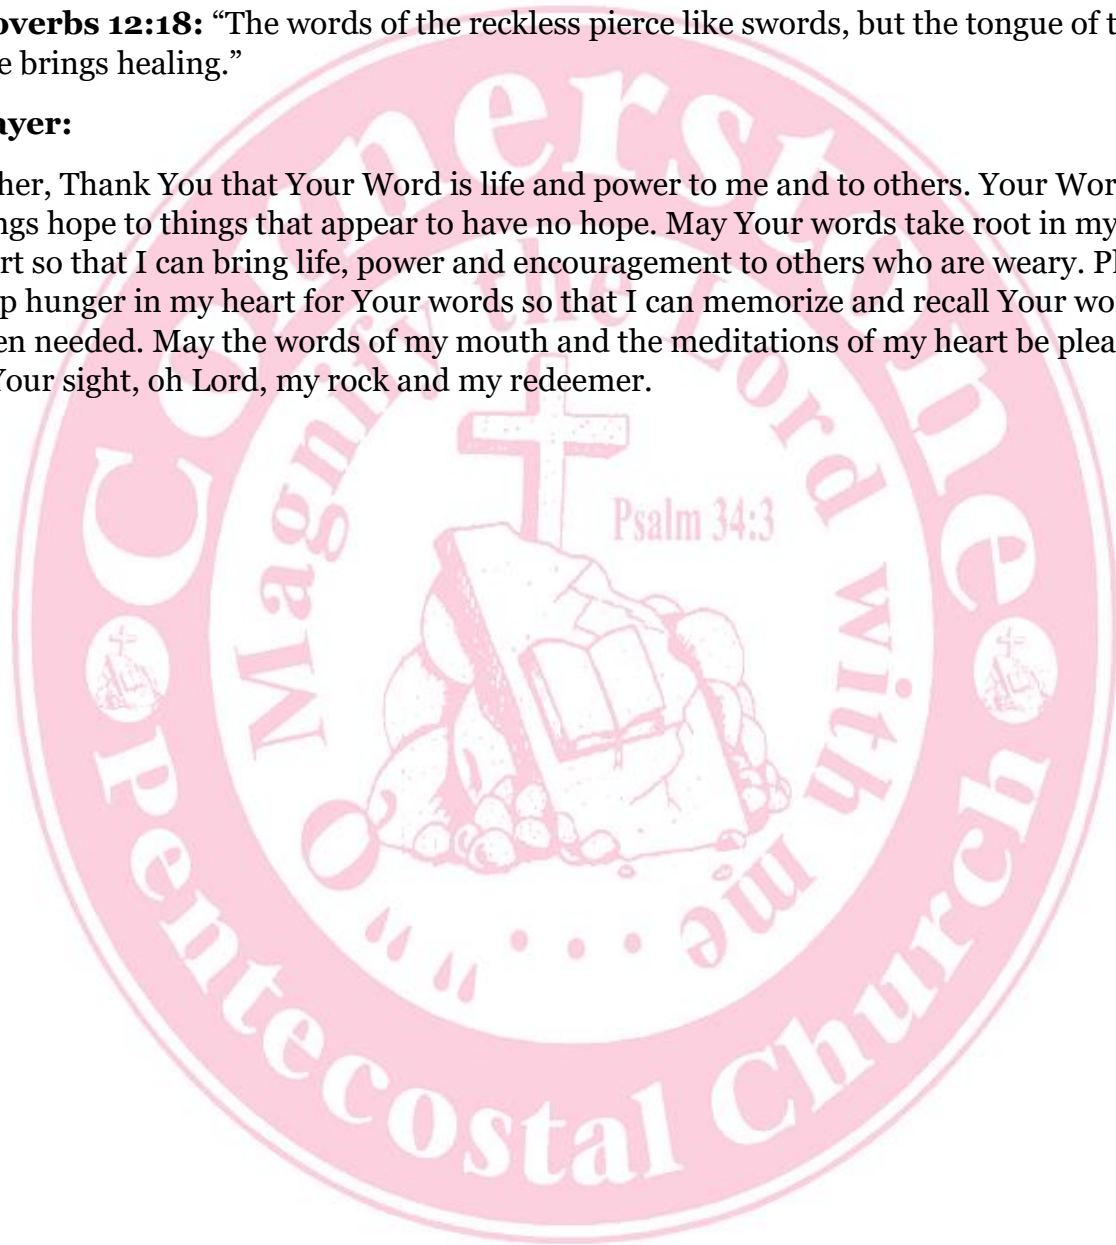 overbs 12:18: “The words of the reckless pierce like swords, but the tongue of t
e brings healing.”
ayer:
her, Thank You that Your Word is life and power to me and to others. Your Wor
ngs hope to things that appear to have no hope. May Your words take root in my
rt so that I can bring life, power and encouragement to others who are weary. Pl
p hunger in my heart for Your words so that I can memorize and recall Your wo
en needed. May the words of my mouth and the meditations of my heart be plea
Your sight, oh Lord, my rock and my redeemer.
Cornerstone
Pentecostal Church
"O Magnify the Lord with me..."
Psalm 34:3